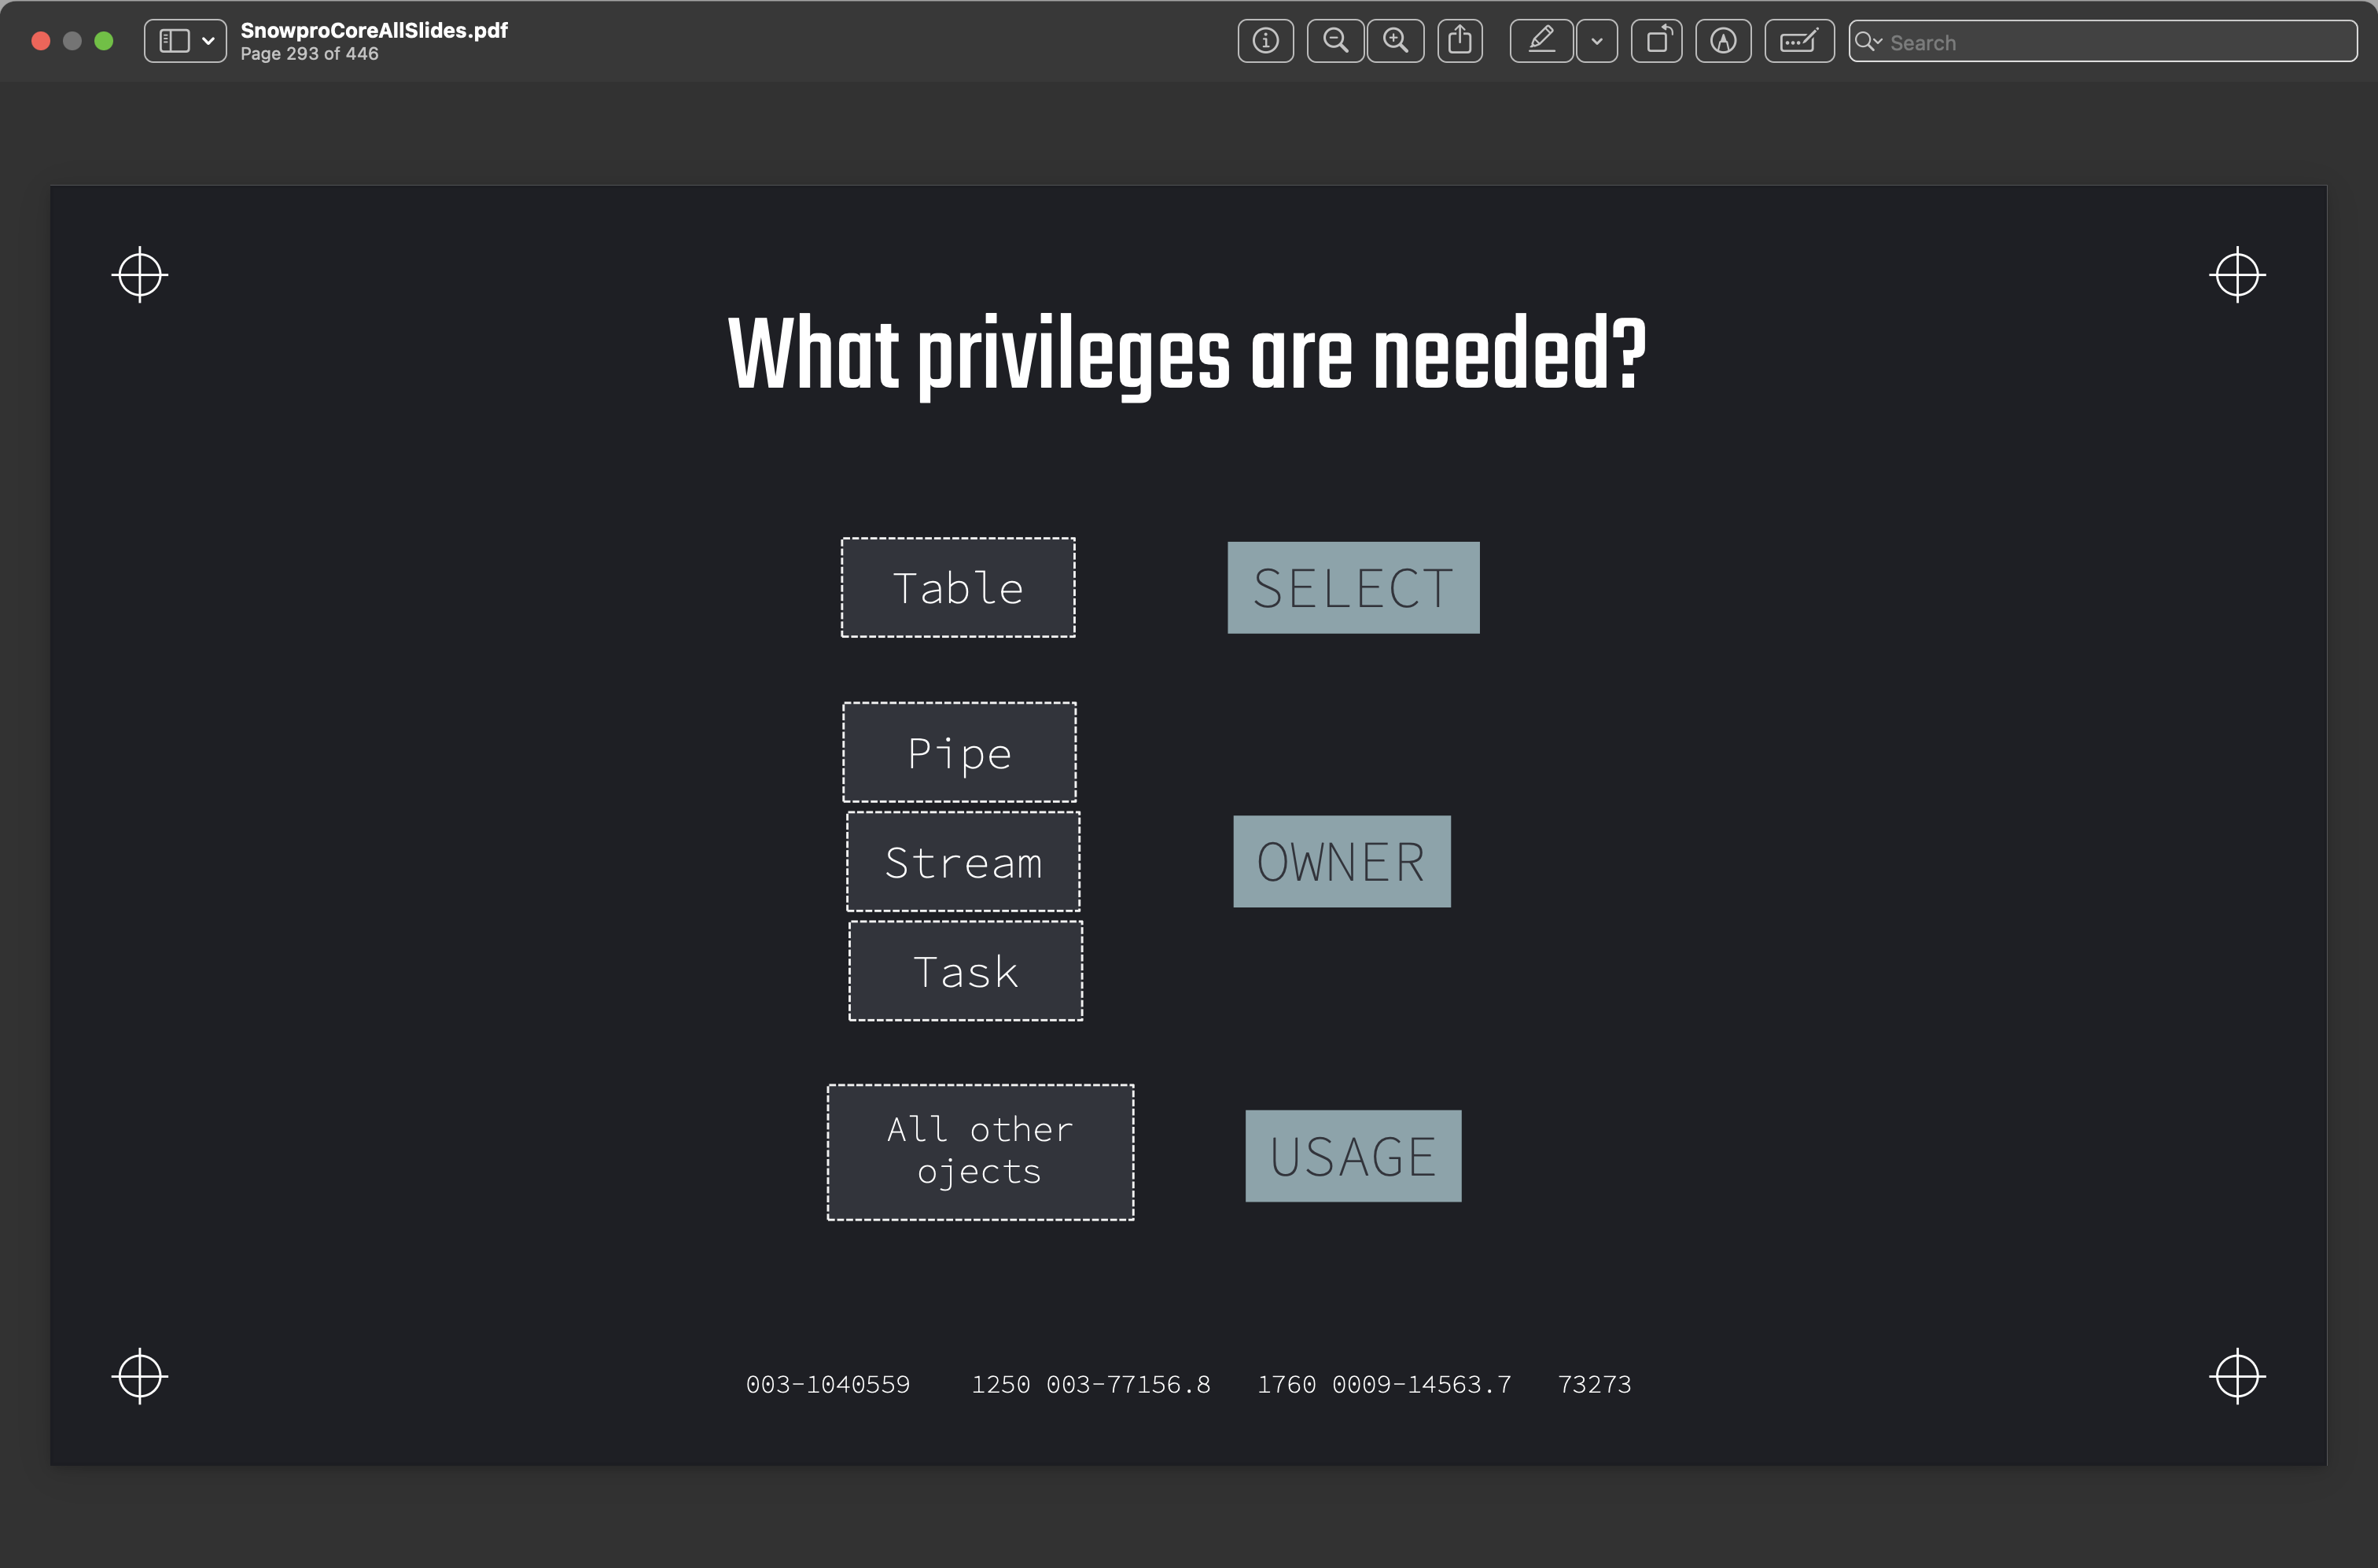 SnowproCoreAllSlides.pdf
Page 293 of 446
Search
What privileges are needed?
Table
SELECT
Pipe
Stream
OWNER
Task
All other
ojects
USAGE
003-1040559 1250 003-77156.8 1760 0009-14563.7 73273